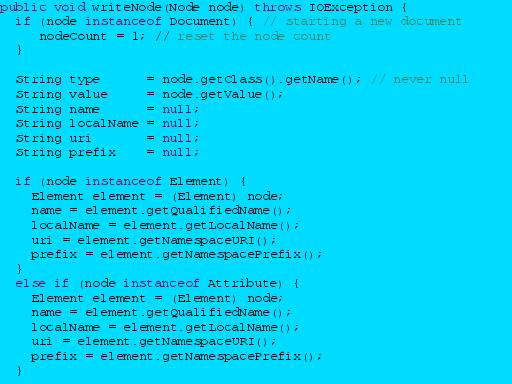 public void writeNode(Node node) throws IOException {
  if (node instanceof Document) { // starting a new document
     nodeCount = 1; // reset the node count
  }

  String type      = node.getClass().getName(); // never null
  String value     = node.getValue();
  String name      = null;
  String localName = null;
  String uri       = null;
  String prefix    = null;

  if (node instanceof Element) {
    Element element = (Element) node;
    name = element.getQualifiedName();
    localName = element.getLocalName();
    uri = element.getNamespaceURI();
    prefix = element.getNamespacePrefix();
  }
  else if (node instanceof Attribute) {
    Element element = (Element) node;
    name = element.getQualifiedName();
    localName = element.getLocalName();
    uri = element.getNamespaceURI();
    prefix = element.getNamespacePrefix();
  }